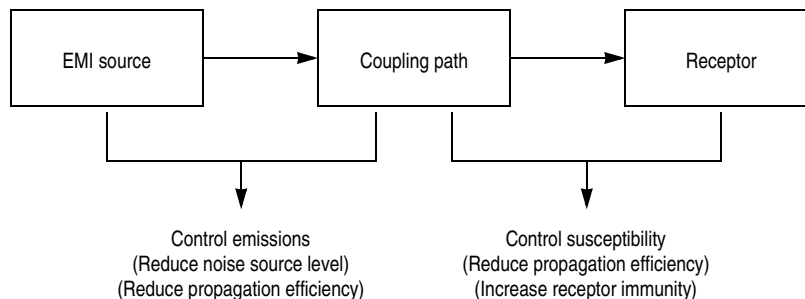 EMI source
Coupling path
Receptor
Control emissions
(Reduce noise source level)
(Reduce propagation efficiency)
Control susceptibility
(Reduce propagation efficiency)
(Increase receptor immunity)